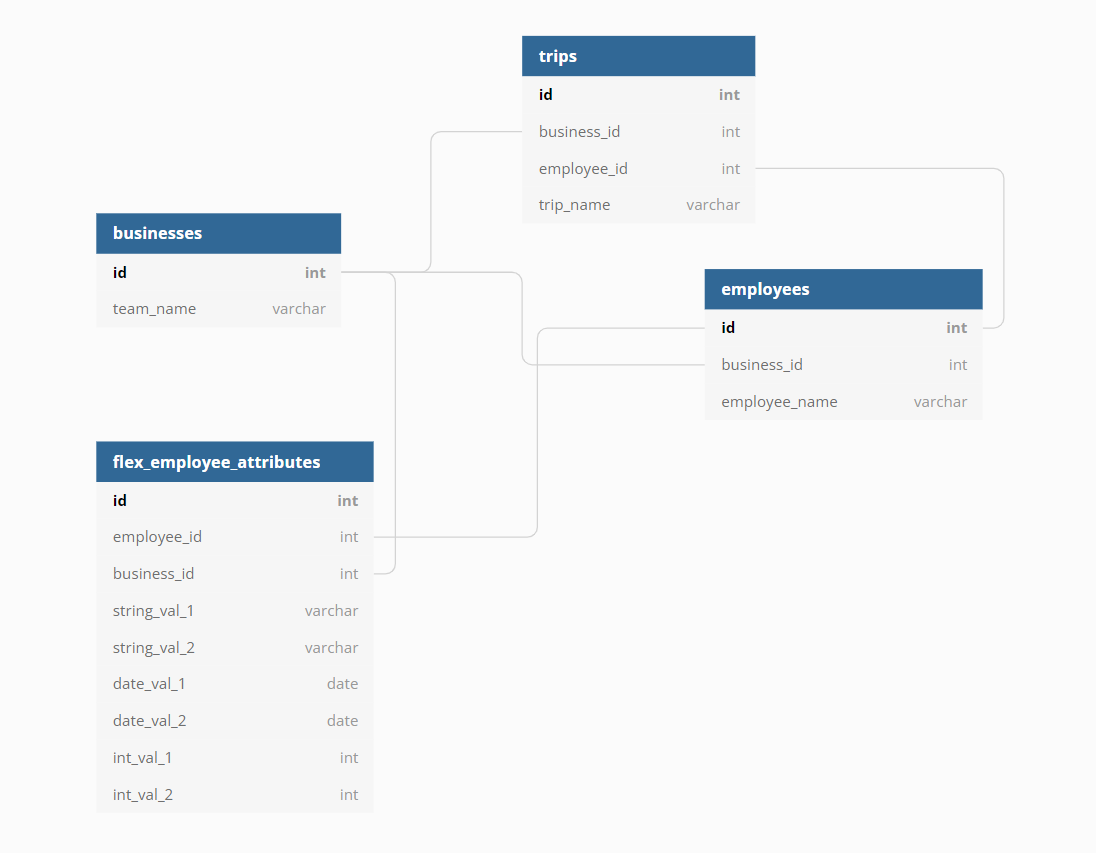 trips
id int
business_id int
employee_id int
trip_name varchar
businesses
id int
team_name varchar
employees
id int
business_id int
employee_name varchar
flex_employee_attributes
id int
employee_id int
business_id int
string_val_1 varchar
string_val_2 varchar
date_val_1 date
date_val_2 date
int_val_1 int
int_val_2 int